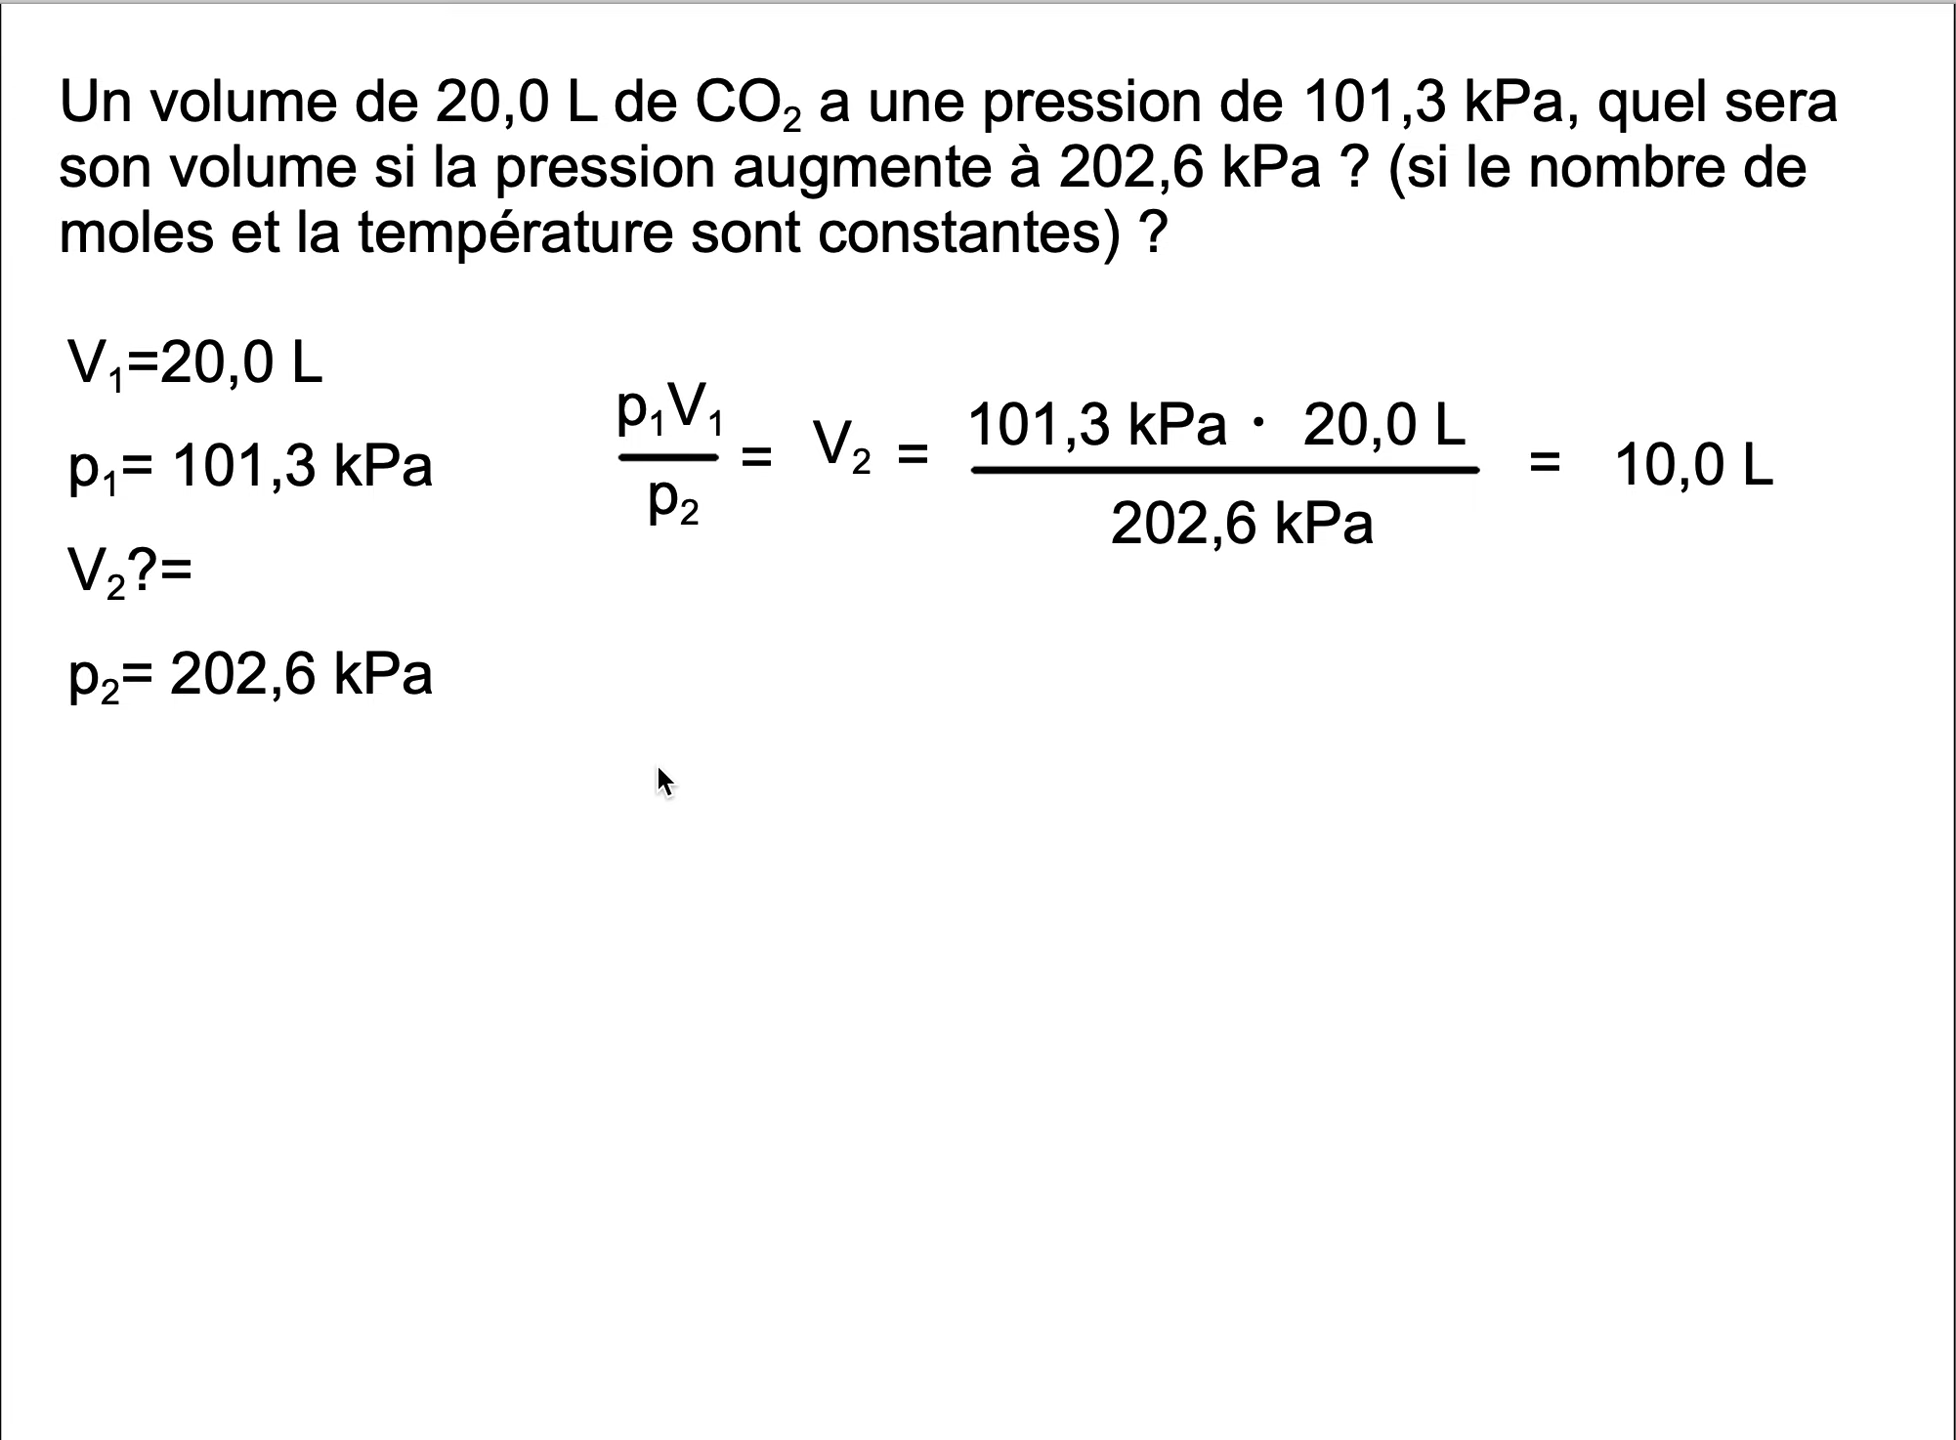 Un volume de 20,0 L de CO₂ a une pression de 101,3 kPa, quel sera
son volume si la pression augmente à 202,6 kPa ? (si le nombre de
moles et la température sont constantes) ?
V₁=20,0 L
p₁= 101,3 kPa
V₂?=
p₂= 202,6 kPa
p₁V₁
p₂
= V₂ =
101,3 kPa · 20,0 L
202,6 kPa
= 10,0 L